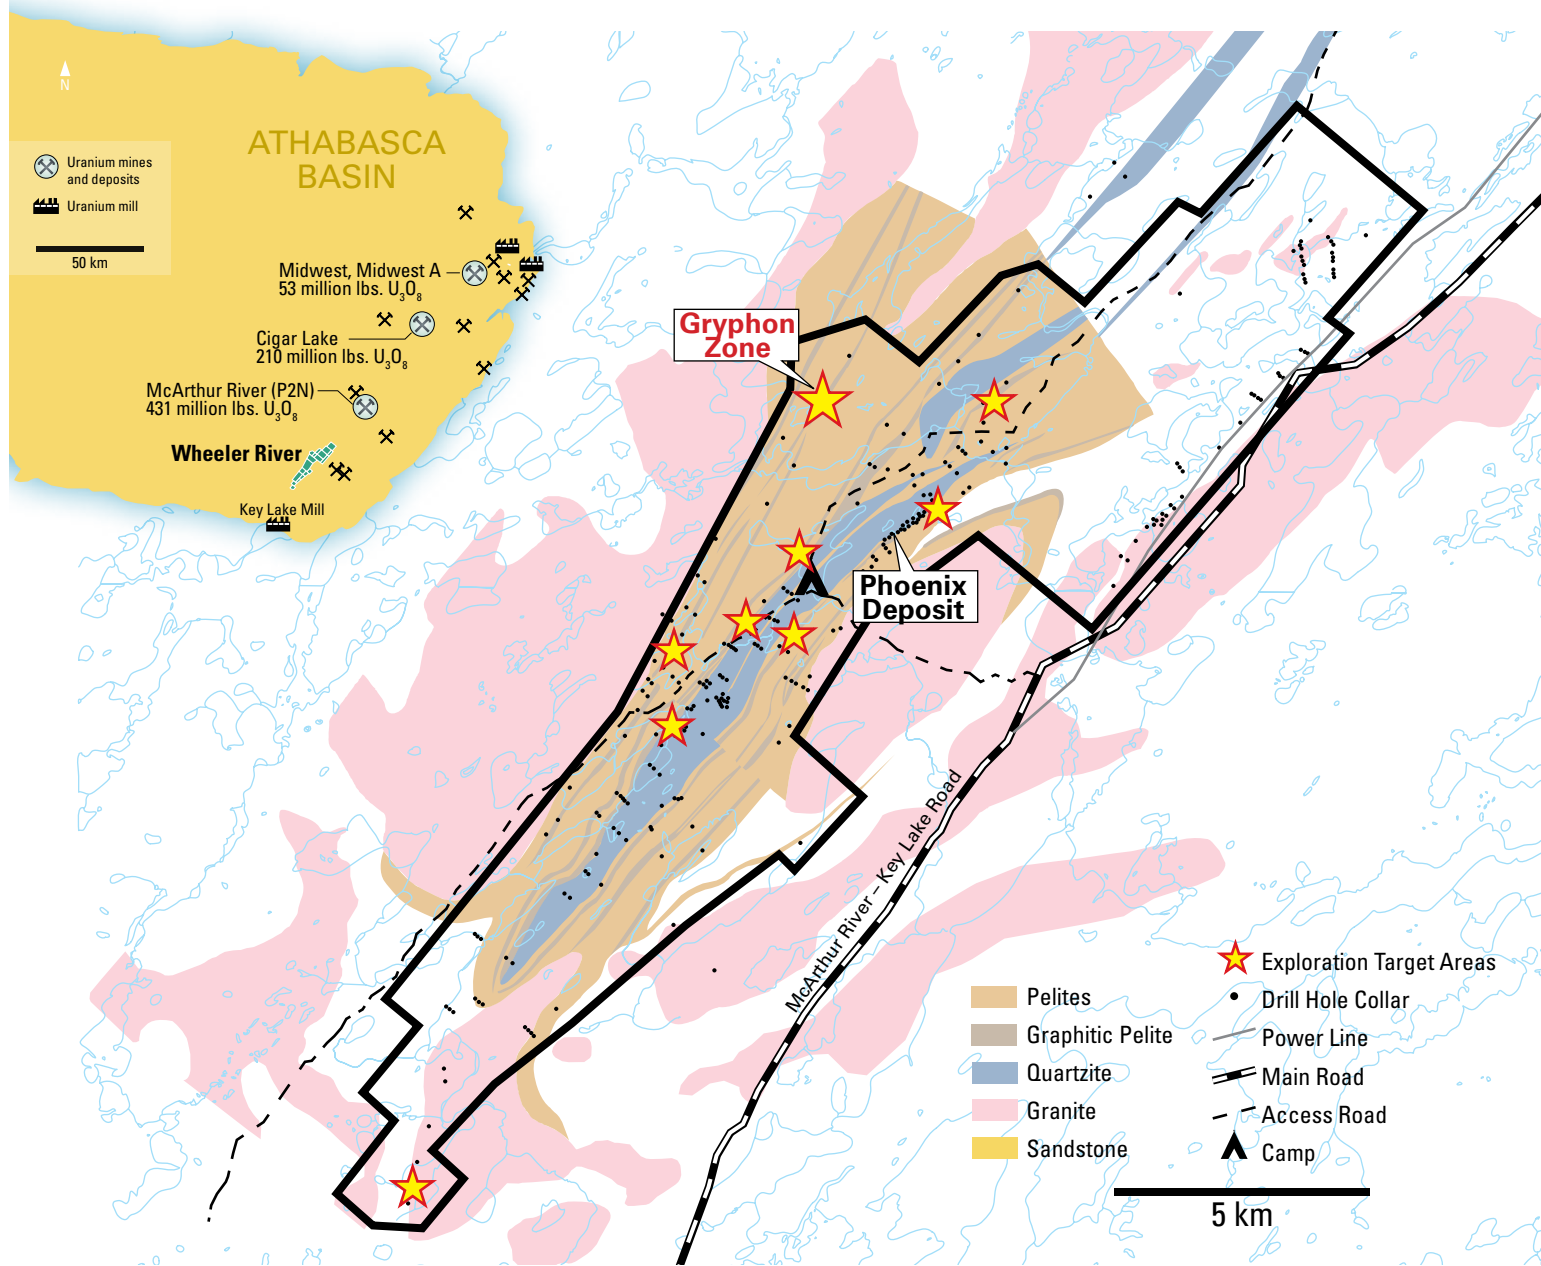 N
ATHABASCA
BASIN
Uranium mines
and deposits
Uranium mill
50 km
Midwest, Midwest A
53 million lbs. U₃O₈
Cigar Lake
210 million lbs. U₃O₈
McArthur River (P2N)
431 million lbs. U₃O₈
Wheeler River
Key Lake Mill
Gryphon
Zone
Phoenix
Deposit
McArthur River – Key Lake Road
Pelites
Graphitic Pelite
Quartzite
Granite
Sandstone
Exploration Target Areas
Drill Hole Collar
Power Line
Main Road
Access Road
Camp
5 km